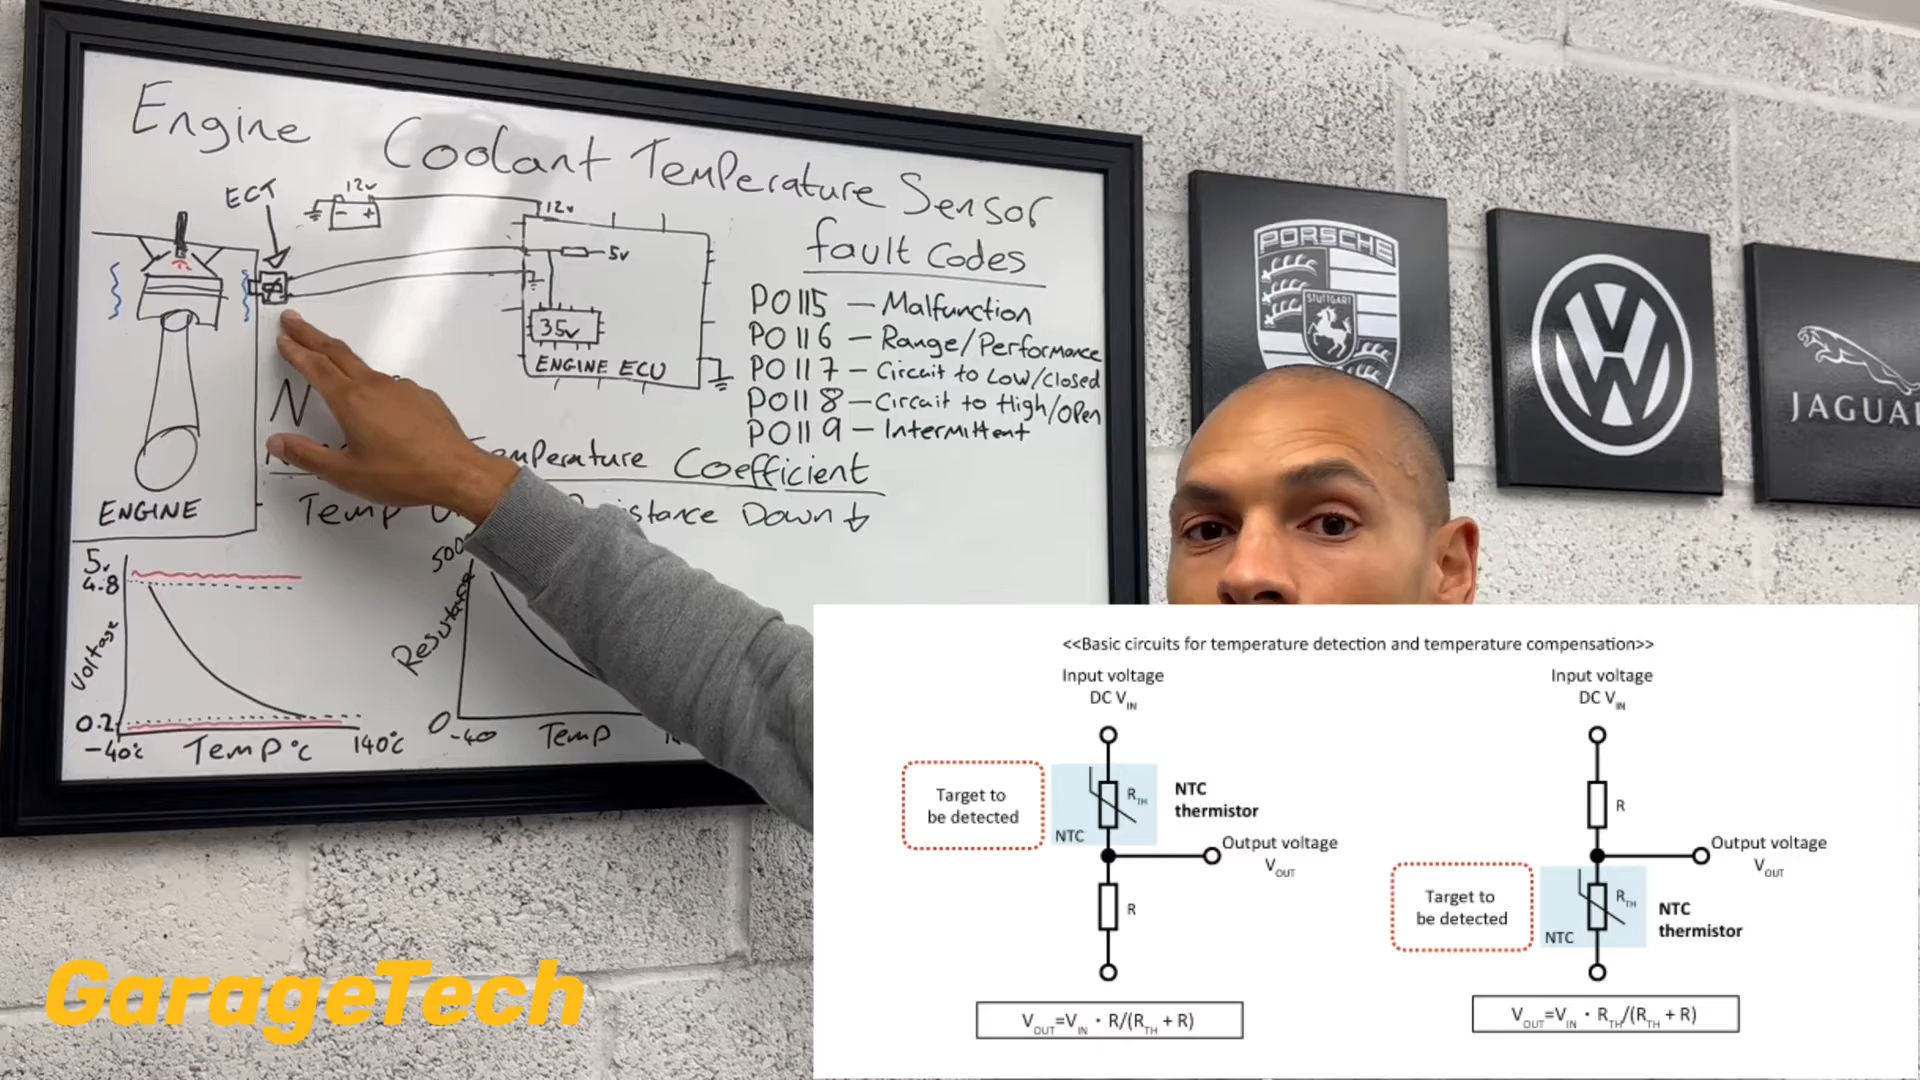 Engine Coolant Temperature Sensor
fault Codes
P0115 — Malfunction
P0116 — Range/Performance
P0117 — Circuit to Low/Closed
P0118 — Circuit to High/Open
P0119 — Intermittent
ECT
12v
- +
12v
5v
3.5v
ENGINE ECU
ENGINE
N
Temperature Coefficient
Temp
Resistance Down ↓
5v
4.8
Voltage
0.2
-40°c Temp°c 140°c
500
Resistance
0
-40 Temp
PORSCHE
STUTTGART
JAGUA
GarageTech
<<Basic circuits for temperature detection and temperature compensation>>
Input voltage
DC VIN
Target to
be detected
RTH
NTC
NTC
thermistor
Output voltage
VOUT
R
VOUT=VIN・R/(RTH + R)
Input voltage
DC VIN
R
Output voltage
VOUT
Target to
be detected
RTH
NTC
NTC
thermistor
VOUT=VIN・RTH/(RTH + R)